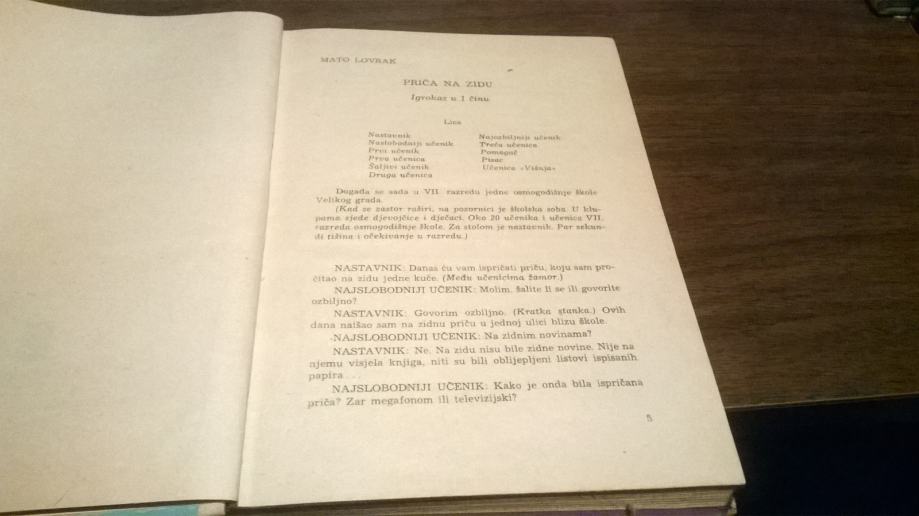 MATO LOVRAK
PRIČA NA ZIDU
Igrokaz u 1 činu
Lica
Nastavnik
Najslobodniji učenik
Prvi učenik
Prva učenica
Šaljivi učenik
Druga učenica
Najozbiljniji učenik
Treća učenica
Pomagač
Pisac
Učenica »Višnja«
Događa se sada u VII. razredu jedne osmogodišnje škole
Velikog grada.
(Kad se zastor raširi, na pozornici je školska soba. U klu-
pama sjede djevojčice i dječaci. Oko 20 učenika i učenica VII.
razreda osmogodišnje škole. Za stolom je nastavnik. Par sekun-
di tišina i očekivanje u razredu.)
NASTAVNIK: Danas ću vam ispričati priču, koju sam pro-
čitao na zidu jedne kuće. (Među učenicima žamor.)
NAJSLOBODNIJI UČENIK: Molim, šalite li se ili govorite
ozbiljno?
NASTAVNIK: Govorim ozbiljno. (Kratka stanka.) Ovih
dana naišao sam na zidnu priču u jednoj ulici blizu škole.
NAJSLOBODNIJI UČENIK: Na zidnim novinama?
NASTAVNIK: Ne. Na zidu nisu bile zidne novine. Nije na
njemu visjela knjiga, niti su bili oblijepljeni listovi ispisanih
papira . . .
NAJSLOBODNIJI UČENIK: Kako je onda bila ispričana
priča? Zar megafonom ili televizijski?
5